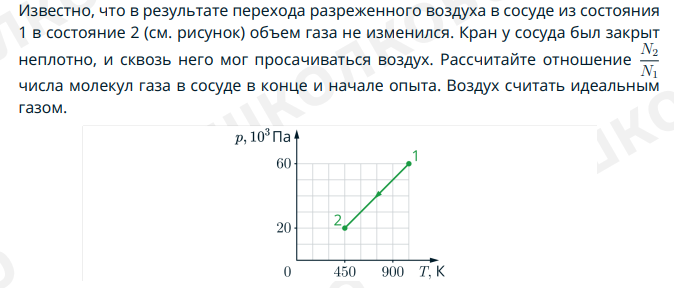 Известно, что в результате перехода разреженного воздуха в сосуде из состояния
1 в состояние 2 (см. рисунок) объем газа не изменился. Кран у сосуда был закрыт
неплотно, и сквозь него мог просачиваться воздух. Рассчитайте отношение N₂/N₁
числа молекул газа в сосуде в конце и начале опыта. Воздух считать идеальным
газом.
p, 10³ Па
60
1
2
20
0
450
900
T, К